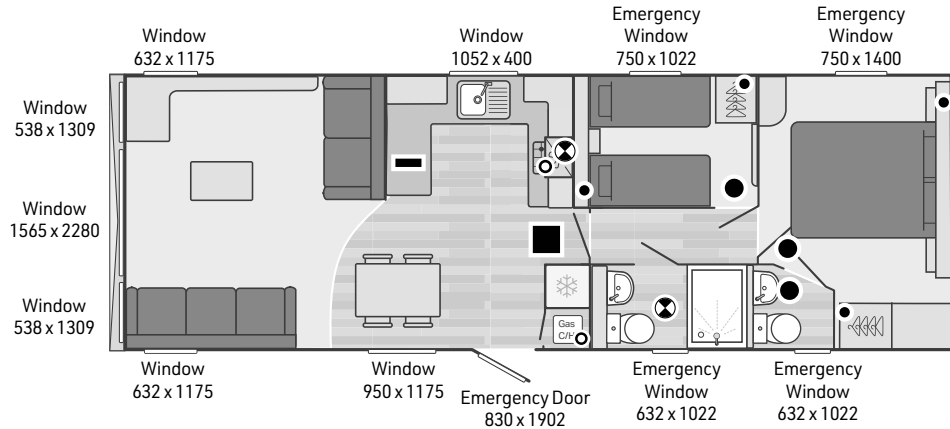 Window
632 x 1175
Window
1052 x 400
Emergency
Window
750 x 1022
Emergency
Window
750 x 1400
Window
538 x 1309
Window
1565 x 2280
Window
538 x 1309
Gas
C/H
Window
632 x 1175
Window
950 x 1175
Emergency Door
830 x 1902
Emergency
Window
632 x 1022
Emergency
Window
632 x 1022